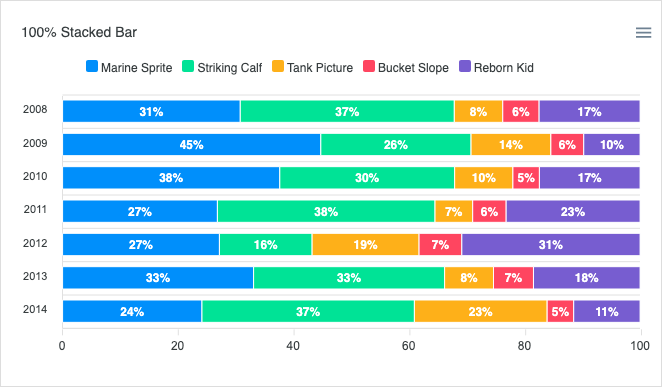 100% Stacked Bar
Marine Sprite Striking Calf Tank Picture Bucket Slope Reborn Kid
2008 31% 37% 8% 6% 17%
2009 45% 26% 14% 6% 10%
2010 38% 30% 10% 5% 17%
2011 27% 38% 7% 6% 23%
2012 27% 16% 19% 7% 31%
2013 33% 33% 8% 7% 18%
2014 24% 37% 23% 5% 11%
0 20 40 60 80 100